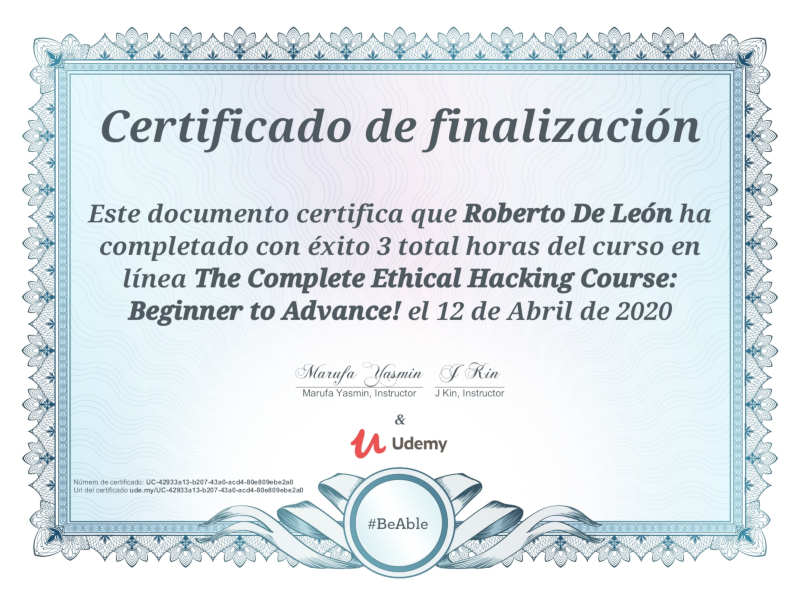 Certificado de finalización
Este documento certifica que Roberto De León ha
completado con éxito 3 total horas del curso en
línea The Complete Ethical Hacking Course:
Beginner to Advance! el 12 de Abril de 2020
Marufa Yasmin J Kin
Marufa Yasmin, Instructor J Kin, Instructor
&
Udemy
Número de certificado: UC-42933a13-b207-43a0-acd4-80e809ebe2a0
Url del certificado ude.my/UC-42933a13-b207-43a0-acd4-80e809ebe2a0
#BeAble